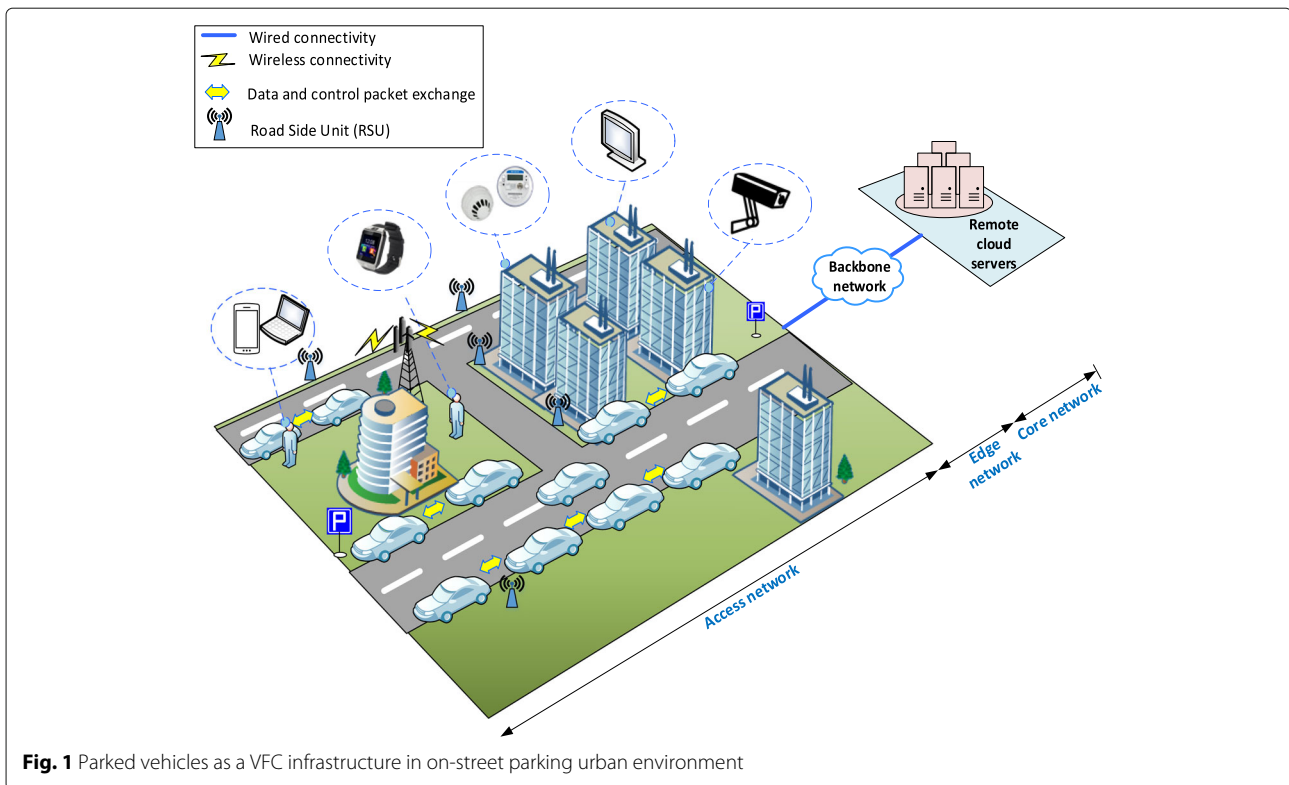 Wired connectivity
Wireless connectivity
Data and control packet exchange
Road Side Unit (RSU)
Remote
cloud
servers
Backbone
network
P
P
Core network
Edge
network
Access network
Fig. 1 Parked vehicles as a VFC infrastructure in on-street parking urban environment